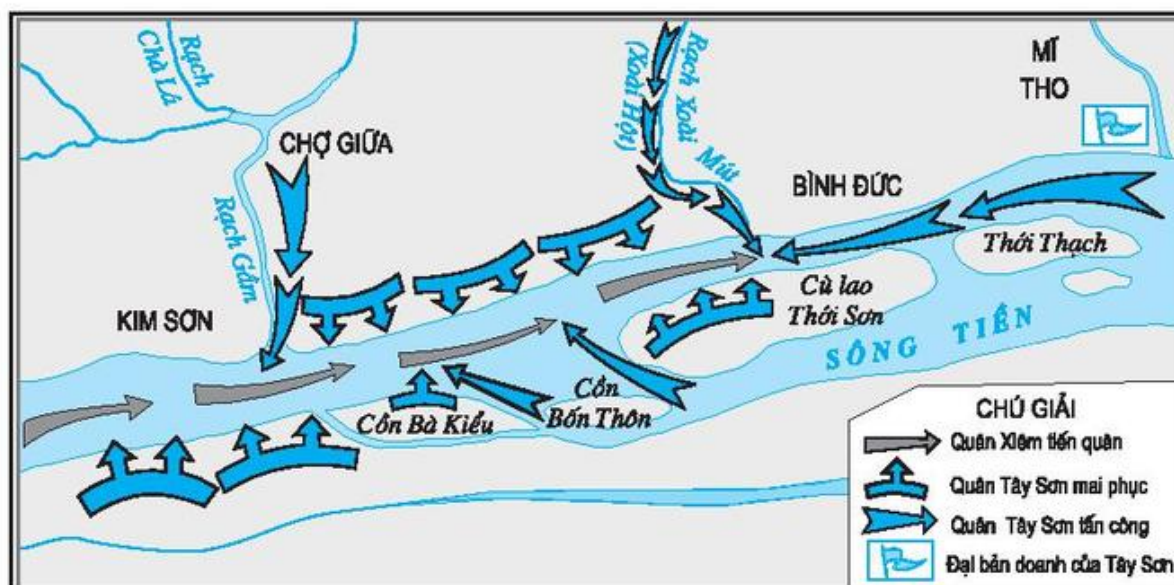 Rạch
Chà Lá
CHỢ GIỮA
Rạch Gầm
KIM SƠN
Rạch Xoài Mút
(Xoài Hột)
MĨ
THO
BÌNH ĐỨC
Thới Thạch
Cù lao
Thới Sơn
SÔNG TIỀN
Cồn
Bốn Thôn
Cồn Bà Kiểu
CHÚ GIẢI
Quân Xiêm tiến quân
Quân Tây Sơn mai phục
Quân Tây Sơn tấn công
Đại bản doanh của Tây Sơn